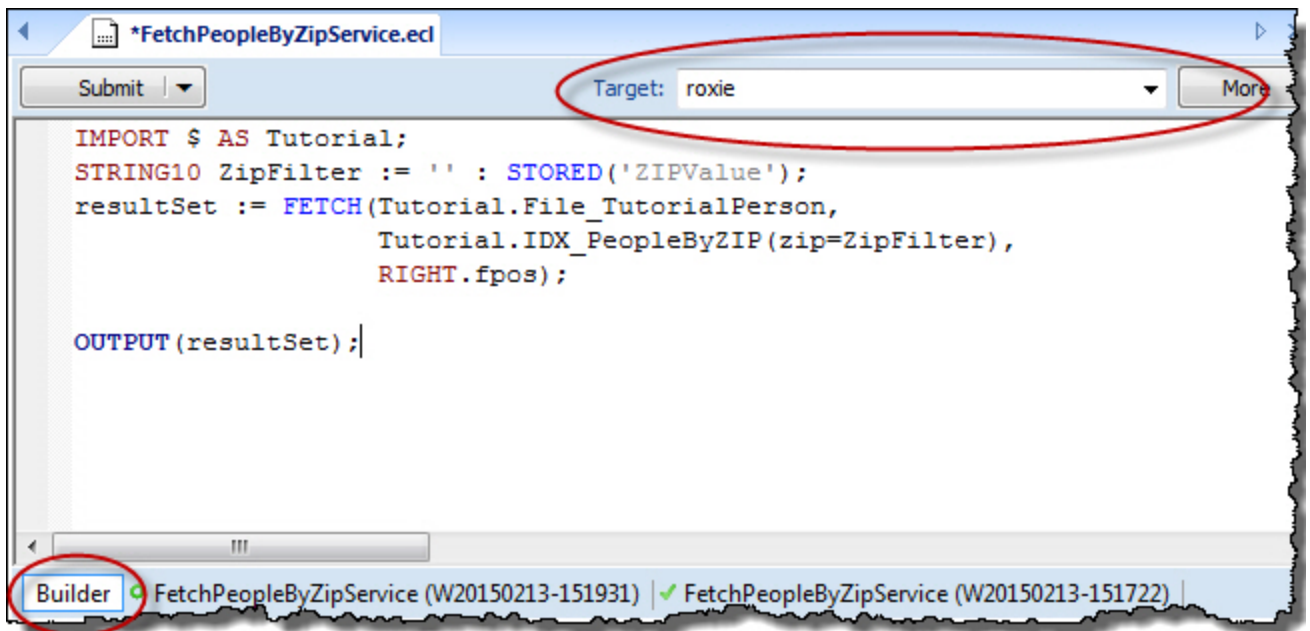 *FetchPeopleByZipService.ecl
Submit Target: roxie More
IMPORT $ AS Tutorial;
STRING10 ZipFilter := '' : STORED('ZIPValue');
resultSet := FETCH(Tutorial.File_TutorialPerson,
Tutorial.IDX_PeopleByZIP(zip=ZipFilter),
RIGHT.fpos);
OUTPUT(resultSet);
Builder FetchPeopleByZipService (W20150213-151931) FetchPeopleByZipService (W20150213-151722)